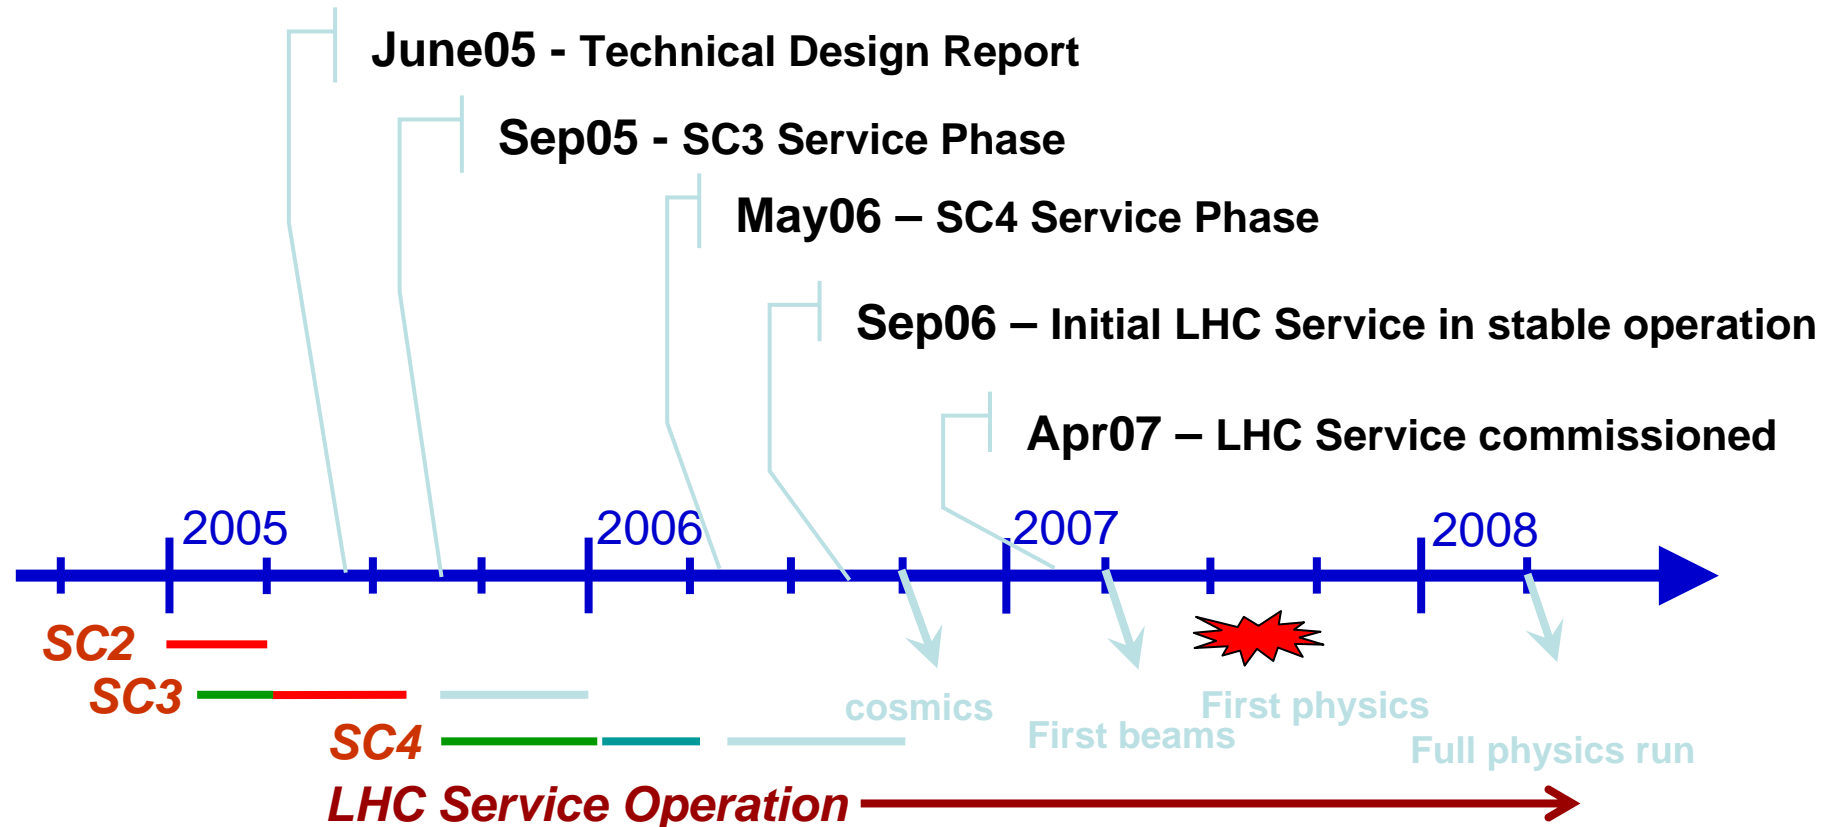 June05 - Technical Design Report
Sep05 - SC3 Service Phase
May06 – SC4 Service Phase
Sep06 – Initial LHC Service in stable operation
Apr07 – LHC Service commissioned
2005
2006
2007
2008
SC2
SC3
SC4
cosmics
First beams
First physics
Full physics run
LHC Service Operation